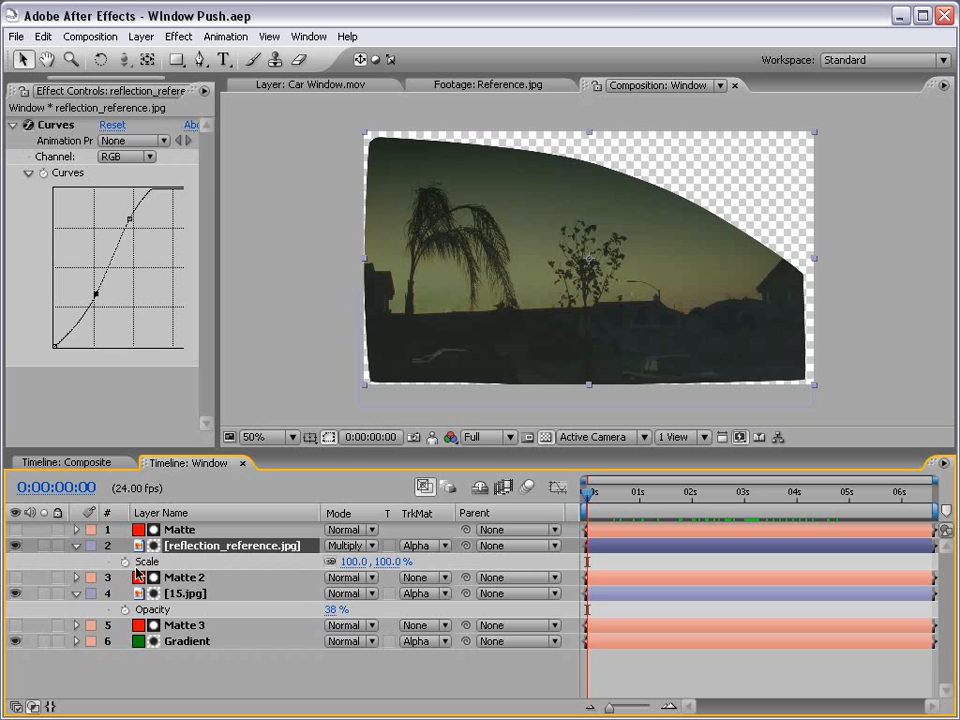 Adobe After Effects - WIndow Push.aep
File Edit Composition Layer Effect Animation View Window Help
Workspace: Standard
Effect Controls: reflection_refere
Layer: Car Window.mov
Footage: Reference.jpg
Composition: Window
Window * reflection_reference.jpg
Curves Reset Abo
Animation Pr None
Channel: RGB
Curves
50% 0:00:00:00 Full Active Camera 1 View
Timeline: Composite Timeline: Window
0:00:00:00 (24.00 fps)
# Layer Name Mode T TrkMat Parent
01s 02s 03s 04s 05s 06s
1 Matte Normal None
2 [reflection_reference.jpg] Multiply Alpha None
Scale 100.0, 100.0 %
3 Matte 2 Normal None None
4 [15.jpg] Normal Alpha None
Opacity 38 %
5 Matte 3 Normal None None
6 Gradient Normal Alpha None